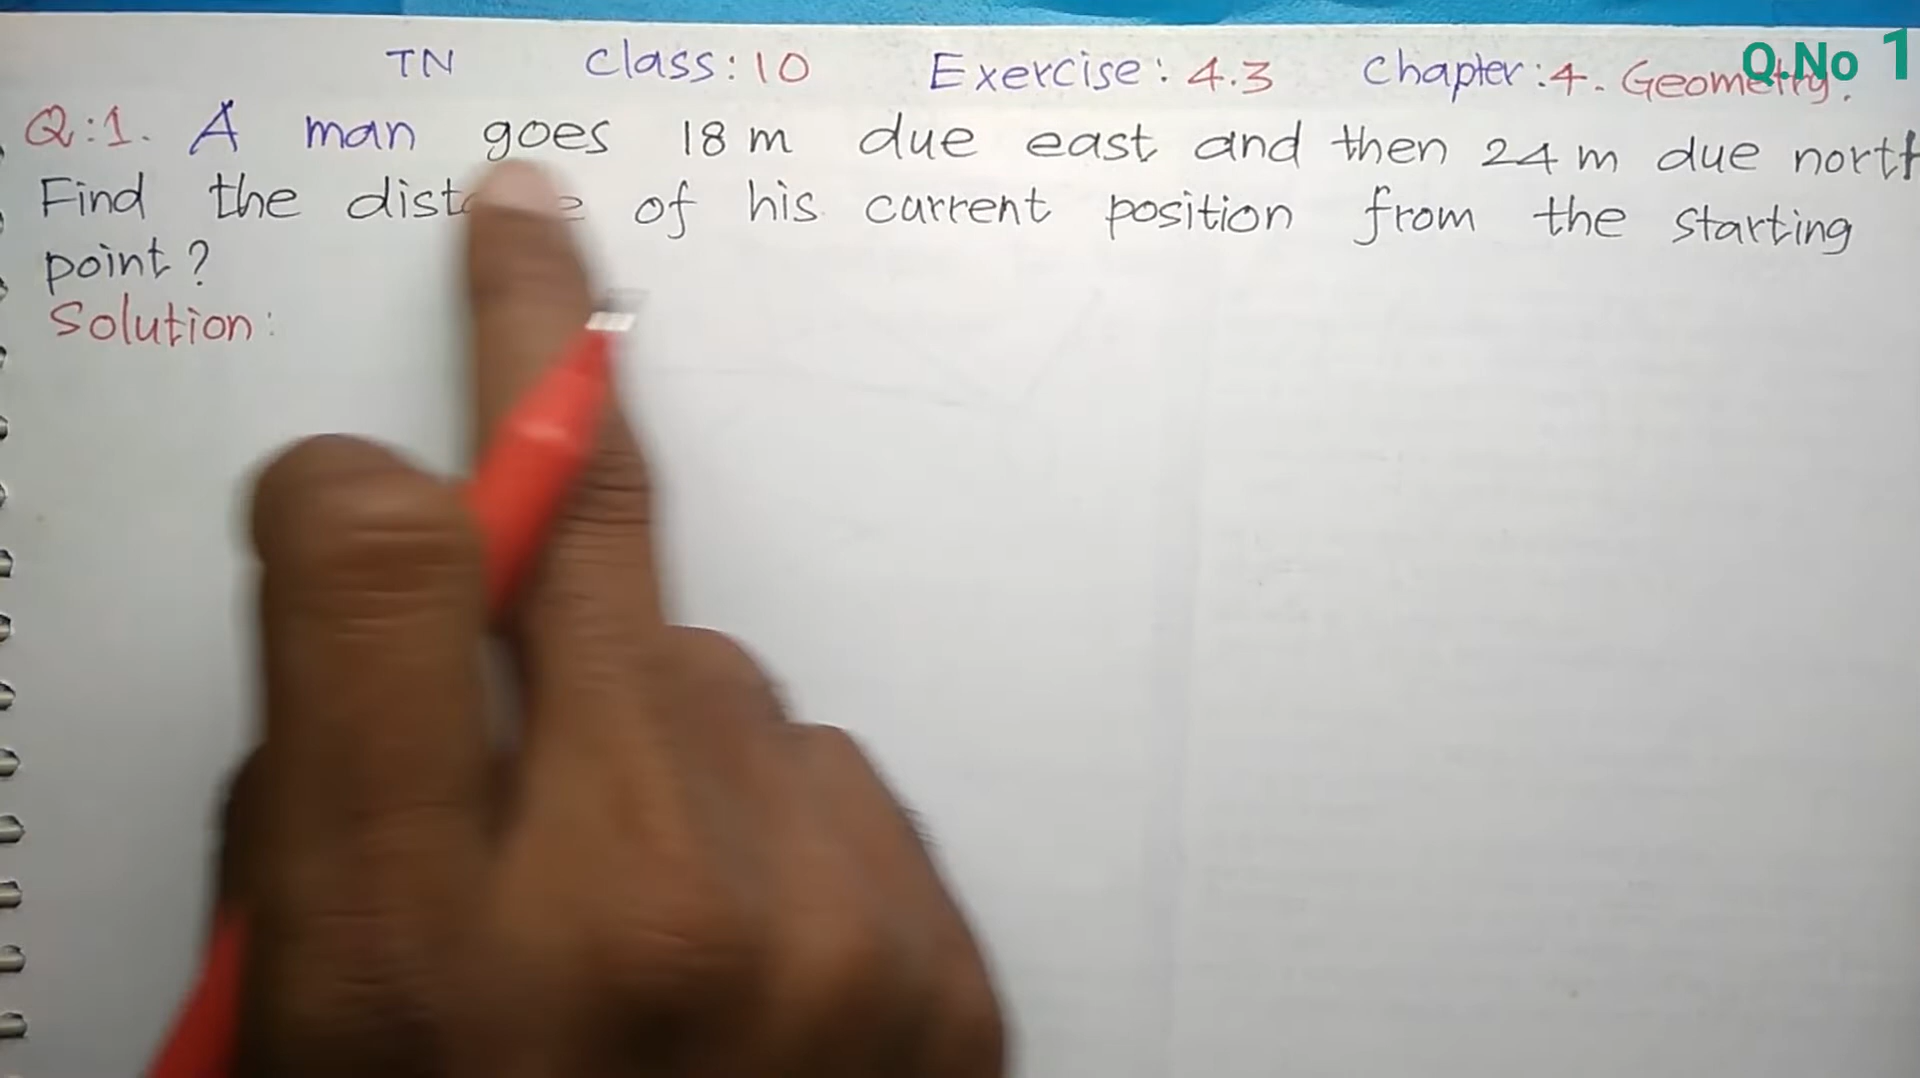 TN Class: 10 Exercise: 4.3 Chapter: 4. Geometry. Q.No 1
Q:1. A man goes 18 m due east and then 24 m due north
Find the of his current position from the starting
point?
Solution: